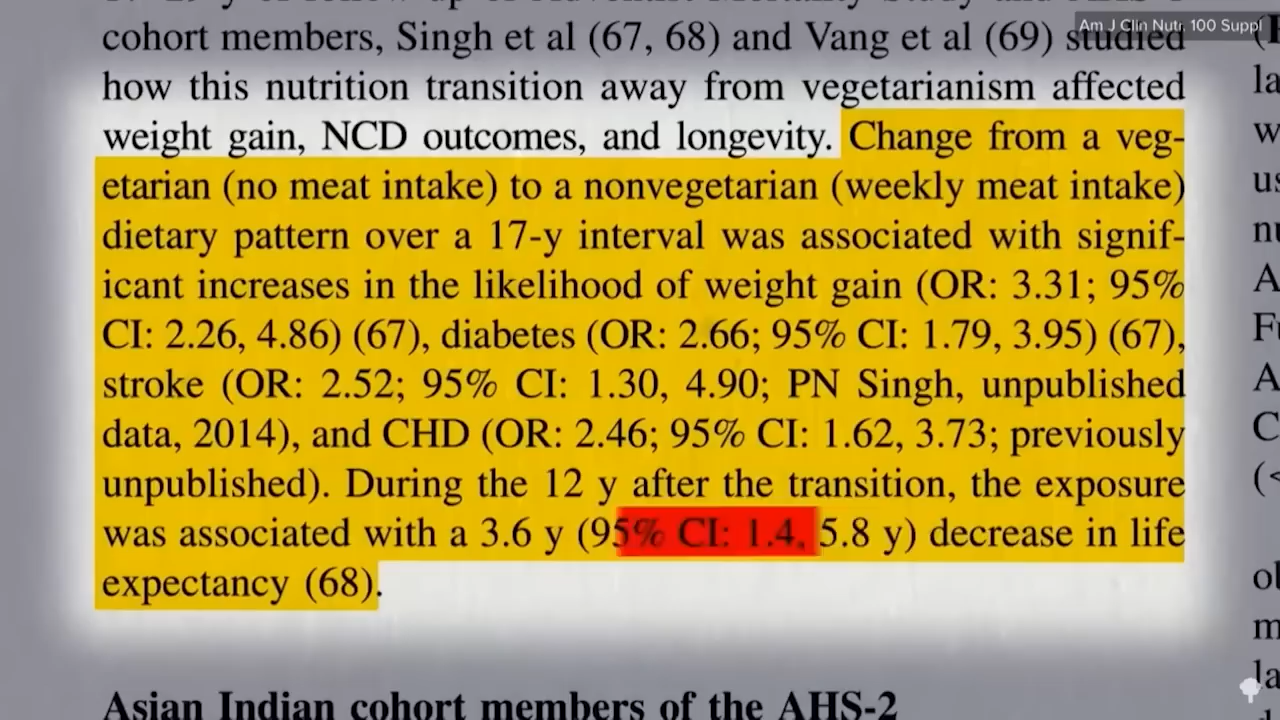 Am J Clin Nutr. 100 Suppl
cohort members, Singh et al (67, 68) and Vang et al (69) studied
how this nutrition transition away from vegetarianism affected
weight gain, NCD outcomes, and longevity. Change from a veg-
etarian (no meat intake) to a nonvegetarian (weekly meat intake)
dietary pattern over a 17-y interval was associated with signif-
icant increases in the likelihood of weight gain (OR: 3.31; 95%
CI: 2.26, 4.86) (67), diabetes (OR: 2.66; 95% CI: 1.79, 3.95) (67),
stroke (OR: 2.52; 95% CI: 1.30, 4.90; PN Singh, unpublished
data, 2014), and CHD (OR: 2.46; 95% CI: 1.62, 3.73; previously
unpublished). During the 12 y after the transition, the exposure
was associated with a 3.6 y (95% CI: 1.4, 5.8 y) decrease in life
expectancy (68).
Asian Indian cohort members of the AHS-2